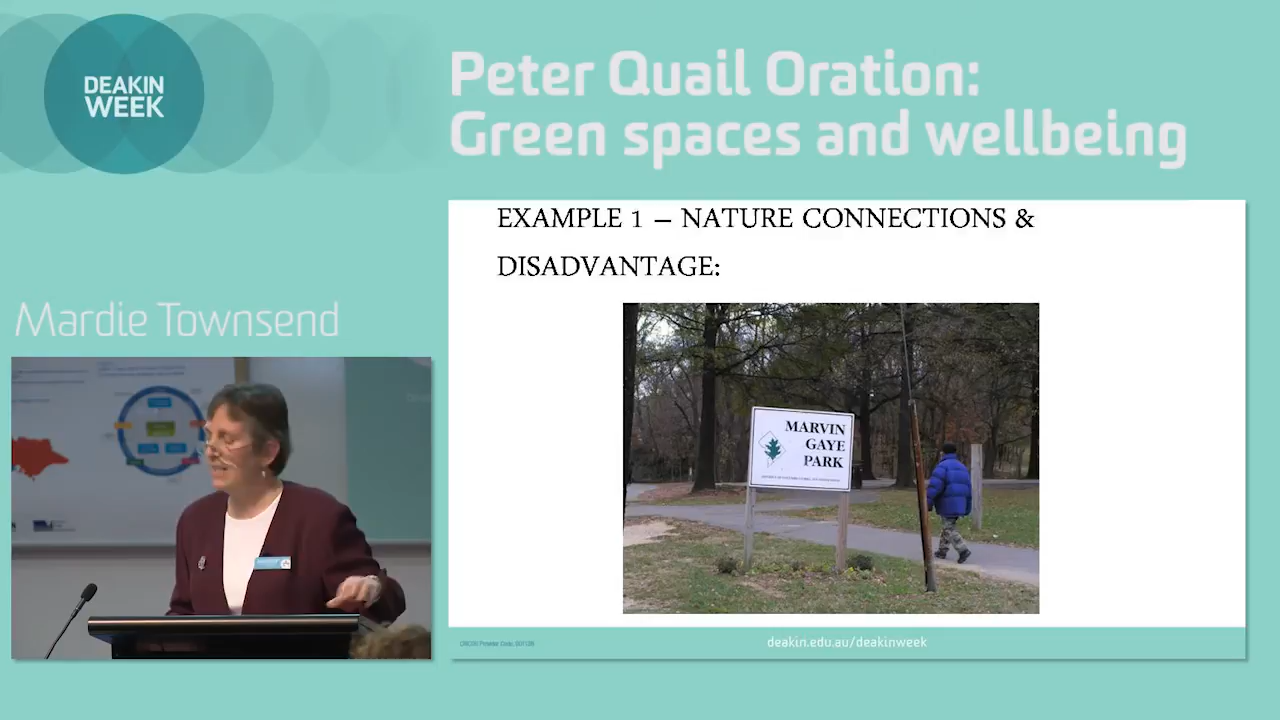 DEAKIN
WEEK
Peter Quail Oration:
Green spaces and wellbeing
EXAMPLE 1 – NATURE CONNECTIONS &
DISADVANTAGE:
Mardie Townsend
MARVIN
GAYE
PARK
deakin.edu.au/deakinweek